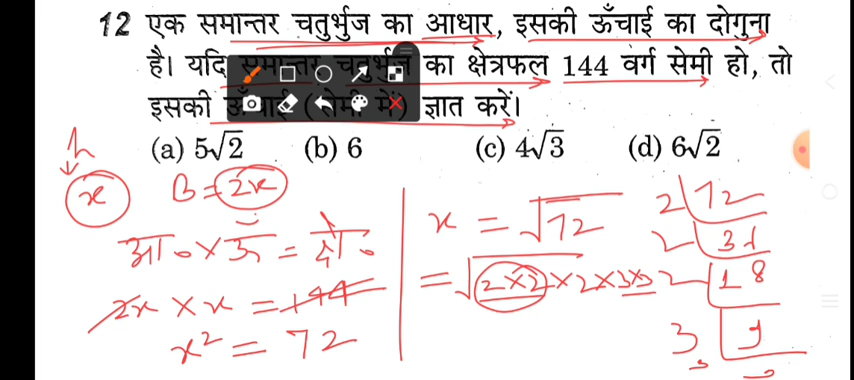 12 एक समान्तर चतुर्भुज का आधार, इसकी ऊँचाई का दोगुना
है। यदि समान्तर चतुर्भुज का क्षेत्रफल 144 वर्ग सेमी हो, तो
इसकी ऊँचाई (सेमी में) ज्ञात करें।
(a) 5√2 (b) 6 (c) 4√3 (d) 6√2
h
x B = 2x
आ० × ऊँ =
2x × x = 144
x² = 72
x = √72
= √2×2×2×3×3
2 72
2 36
2 18
3 9
3